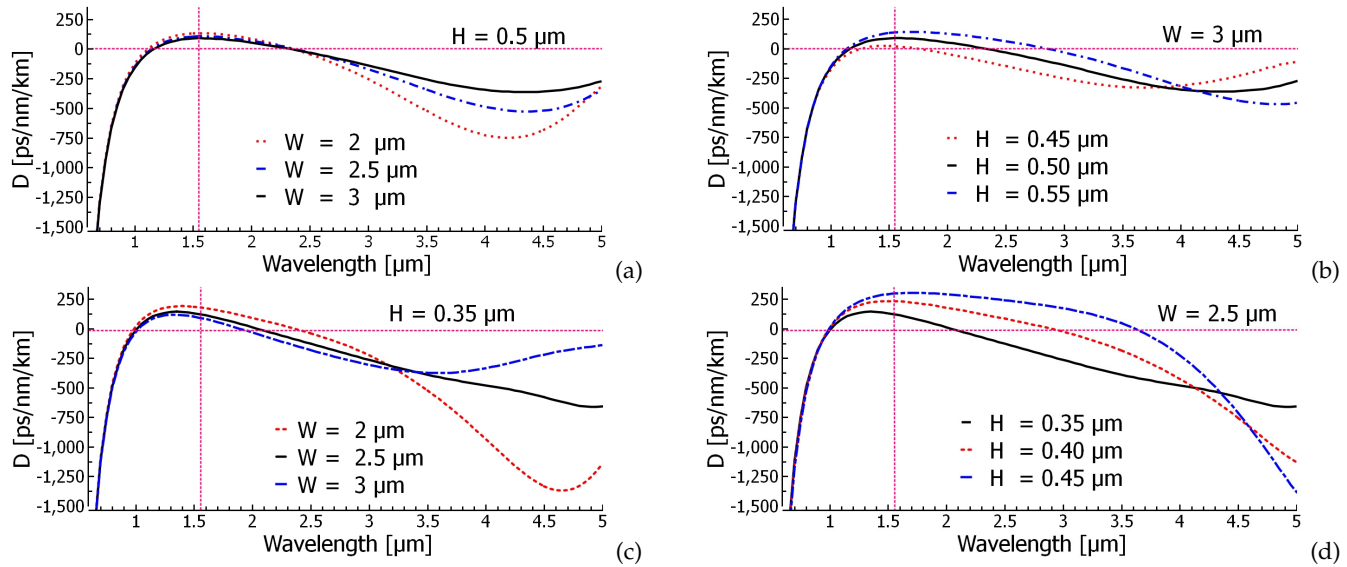 H = 0.5 µm
D [ps/nm/km]
250
0
-250
-500
-750
-1,000
-1,250
-1,500
W = 2 µm
W = 2.5 µm
W = 3 µm
1 1.5 2 2.5 3 3.5 4 4.5 5
Wavelength [µm]
(a)
W = 3 µm
D [ps/nm/km]
250
0
-250
-500
-750
-1,000
-1,250
-1,500
H = 0.45 µm
H = 0.50 µm
H = 0.55 µm
1 1.5 2 2.5 3 3.5 4 4.5 5
Wavelength [µm]
(b)
H = 0.35 µm
D [ps/nm/km]
250
0
-250
-500
-750
-1,000
-1,250
-1,500
W = 2 µm
W = 2.5 µm
W = 3 µm
1 1.5 2 2.5 3 3.5 4 4.5 5
Wavelength [µm]
(c)
W = 2.5 µm
D [ps/nm/km]
250
0
-250
-500
-750
-1,000
-1,250
-1,500
H = 0.35 µm
H = 0.40 µm
H = 0.45 µm
1 1.5 2 2.5 3 3.5 4 4.5 5
Wavelength [µm]
(d)